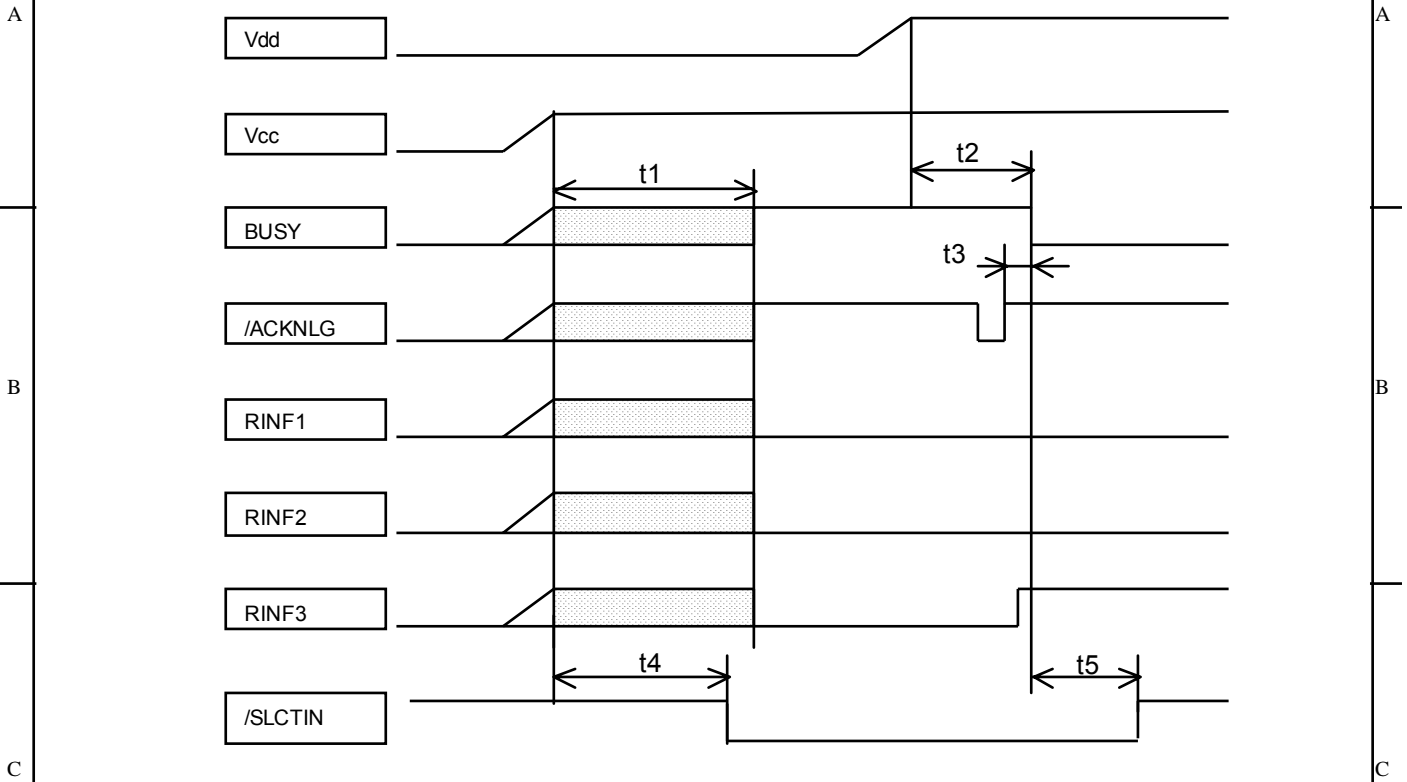 A A
Vdd
Vcc
t2
t1
BUSY
t3
/ACKNLG
B B
RINF1
RINF2
RINF3
t4 t5
/SLCTIN
C C